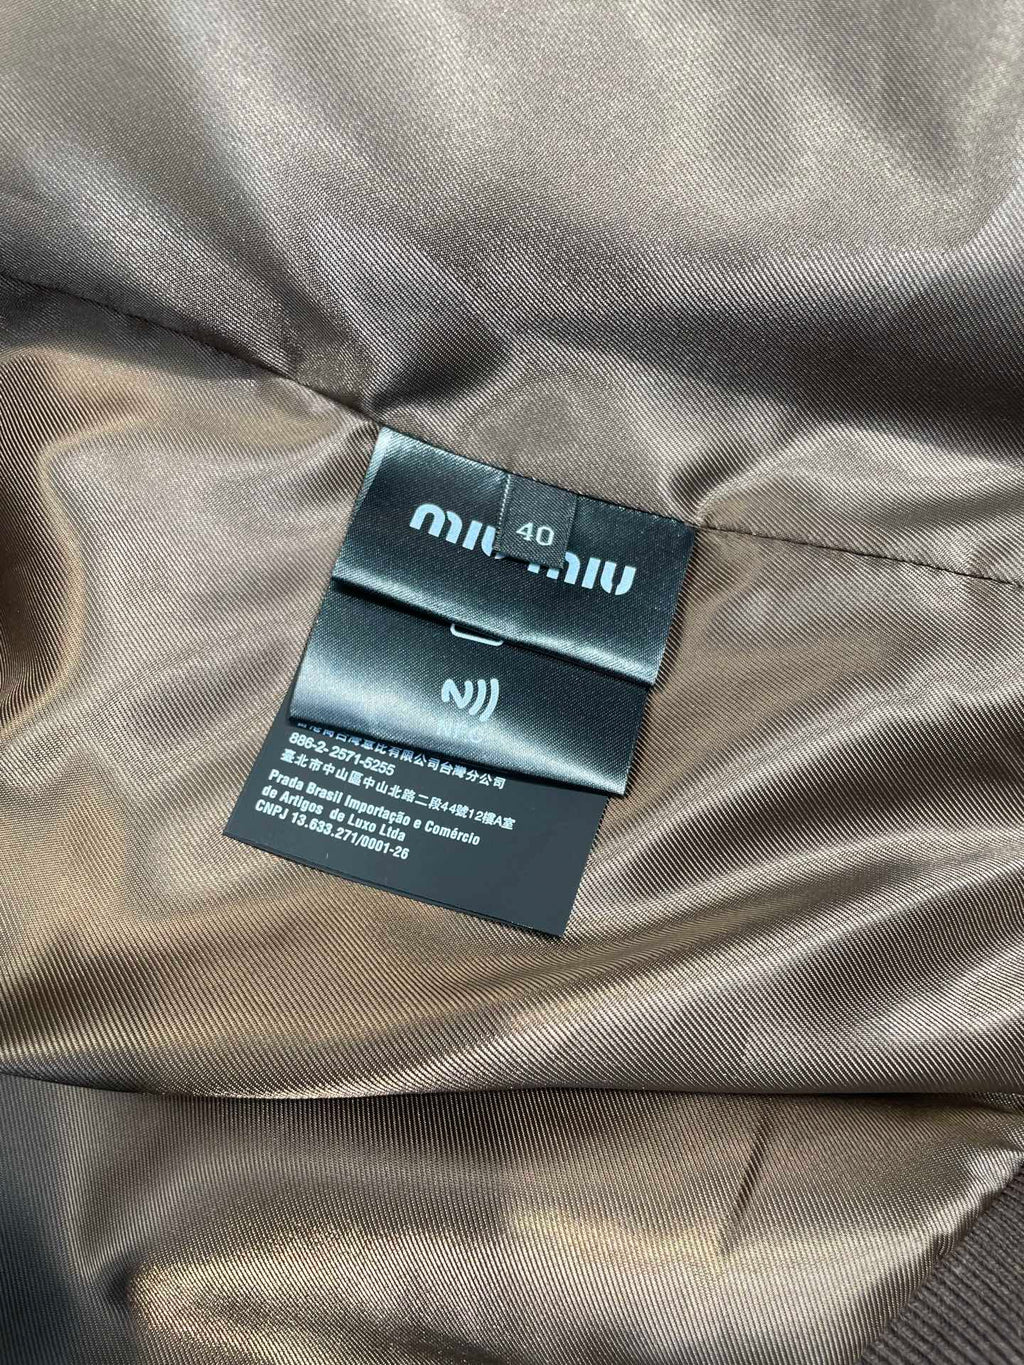 miu miu
40
NFC
886-2-2571-5255
臺北市中山區中山北路二段44號12樓A室
Prada Brasil Importação e Comércio
de Artigos de Luxo Ltda
CNPJ 13.633.271/0001-26